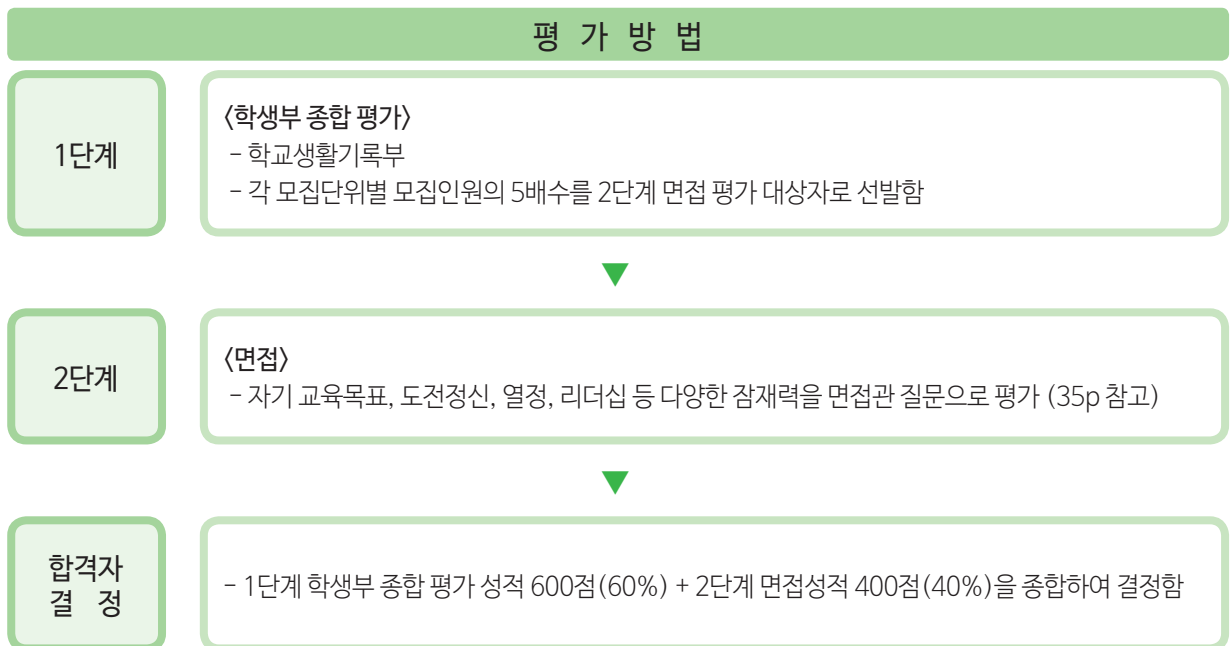 평 가 방 법
1단계
〈학생부 종합 평가〉
- 학교생활기록부
- 각 모집단위별 모집인원의 5배수를 2단계 면접 평가 대상자로 선발함
▼
2단계
〈면접〉
- 자기 교육목표, 도전정신, 열정, 리더십 등 다양한 잠재력을 면접관 질문으로 평가 (35p 참고)
▼
합격자
결 정
- 1단계 학생부 종합 평가 성적 600점(60%) + 2단계 면접성적 400점(40%)을 종합하여 결정함